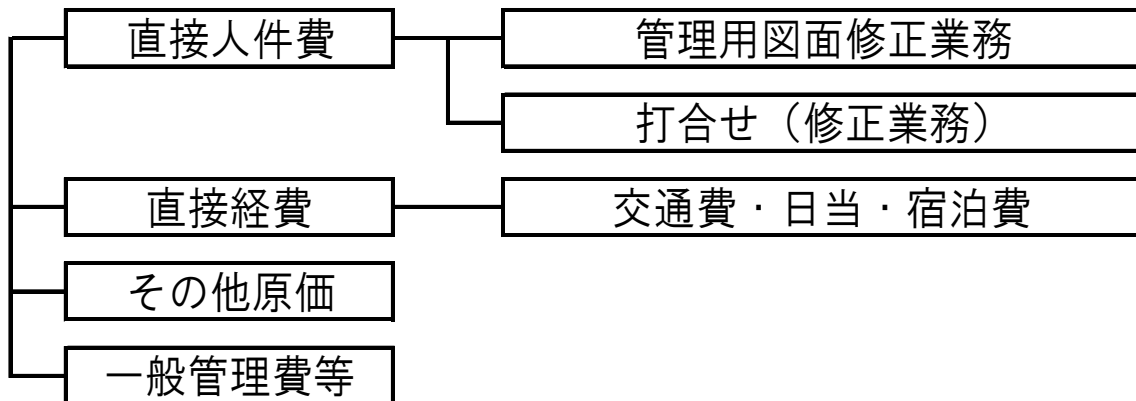 直接人件費
管理用図面修正業務
打合せ（修正業務）
直接経費
交通費・日当・宿泊費
その他原価
一般管理費等